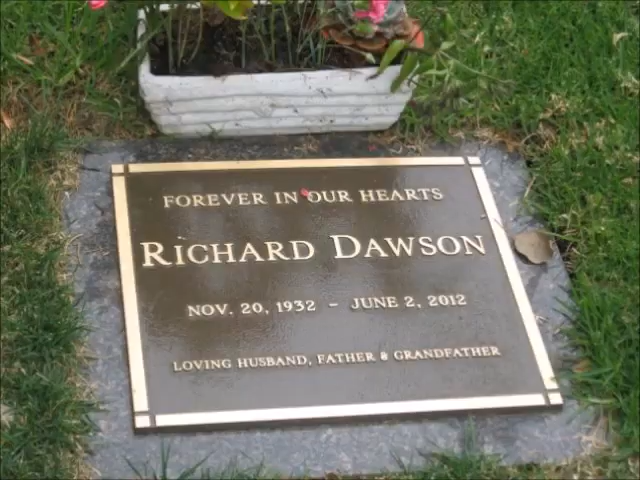 FOREVER IN OUR HEARTS
RICHARD DAWSON
NOV. 20, 1932 - JUNE 2, 2012
LOVING HUSBAND, FATHER & GRANDFATHER